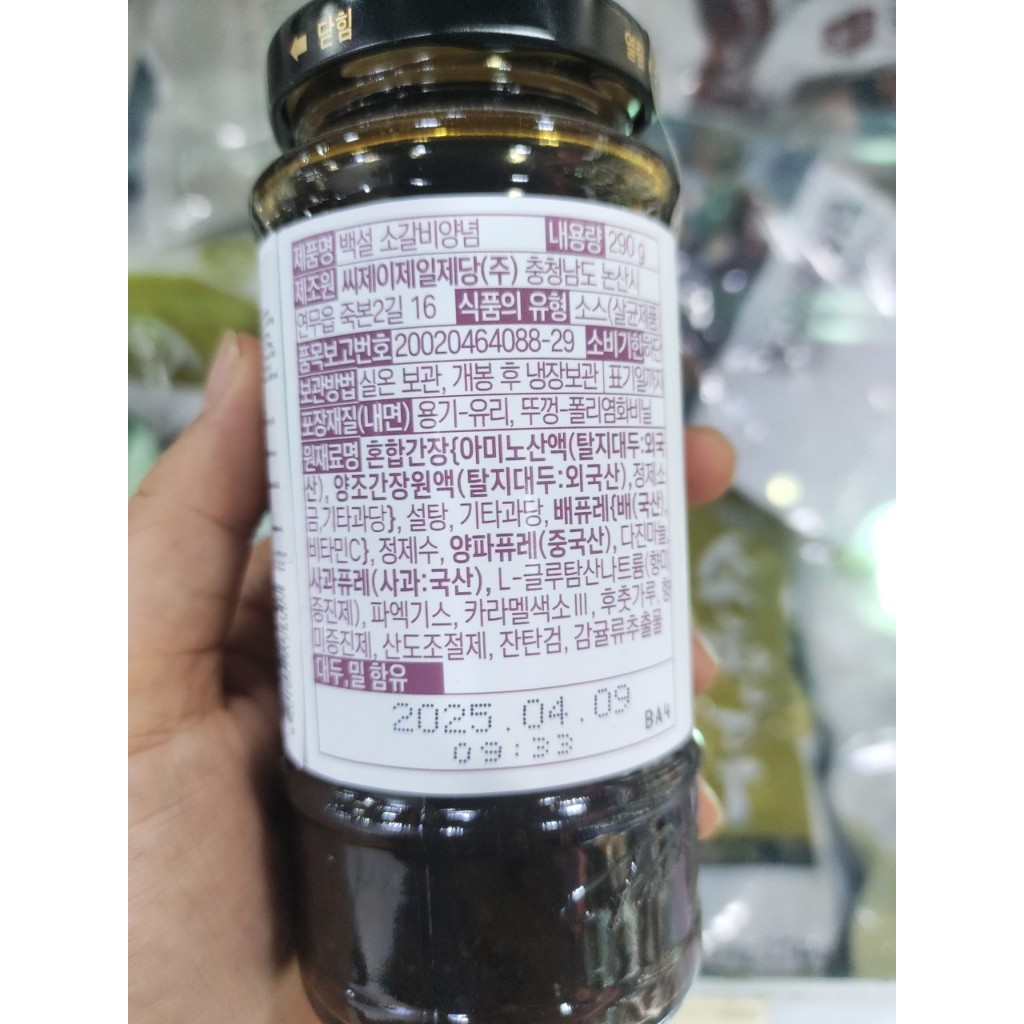 닫힘
열림
제품명 백설 소갈비양념 내용량 290 g
제조원 씨제이제일제당(주) 충청남도 논산시
연무읍 죽본2길 16 식품의 유형 소스(살균제품)
품목보고번호 20020464088-29 소비기한 하단
보관방법 실온 보관, 개봉 후 냉장보관 표기일까지
포장재질(내면) 용기-유리, 뚜껑-폴리염화비닐
원재료명 혼합간장{아미노산액(탈지대두:외국
산), 양조간장원액(탈지대두:외국산), 정제소
금, 기타과당}, 설탕, 기타과당, 배퓨레{배(국산),
비타민C}, 정제수, 양파퓨레(중국산), 다진마늘,
사과퓨레(사과:국산), L-글루탐산나트륨(향미
증진제), 파엑기스, 카라멜색소Ⅲ, 후춧가루, 향
미증진제, 산도조절제, 잔탄검, 감귤류추출물
대두, 밀 함유
2025.04.09
09:33 BA4